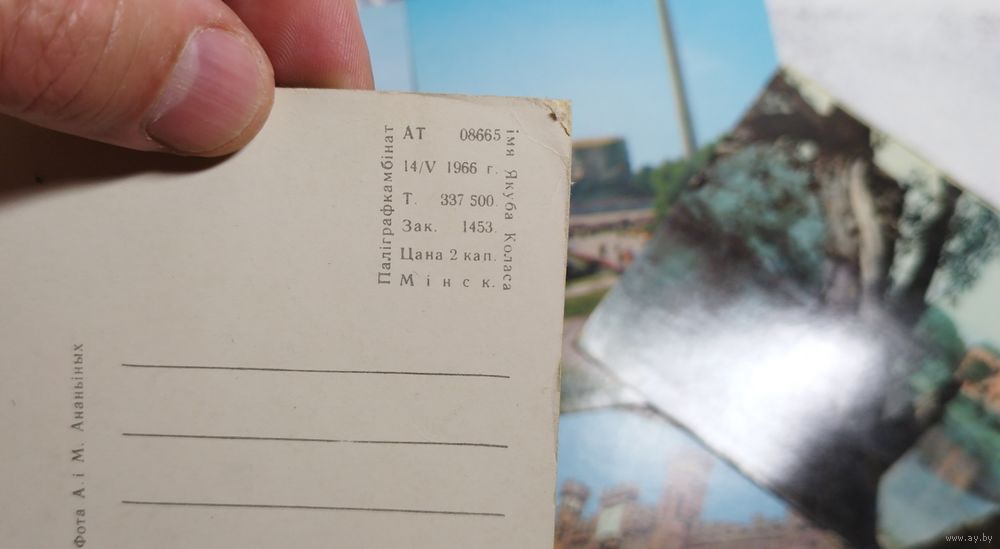 Паліграфкамбінат
АТ 08665
14/V 1966 г.
Т. 337 500.
Зак. 1453.
Цана 2 кап.
Мінск.
імя Якуба Коласа
Фота А. і М. Ананьіных
www.ay.by